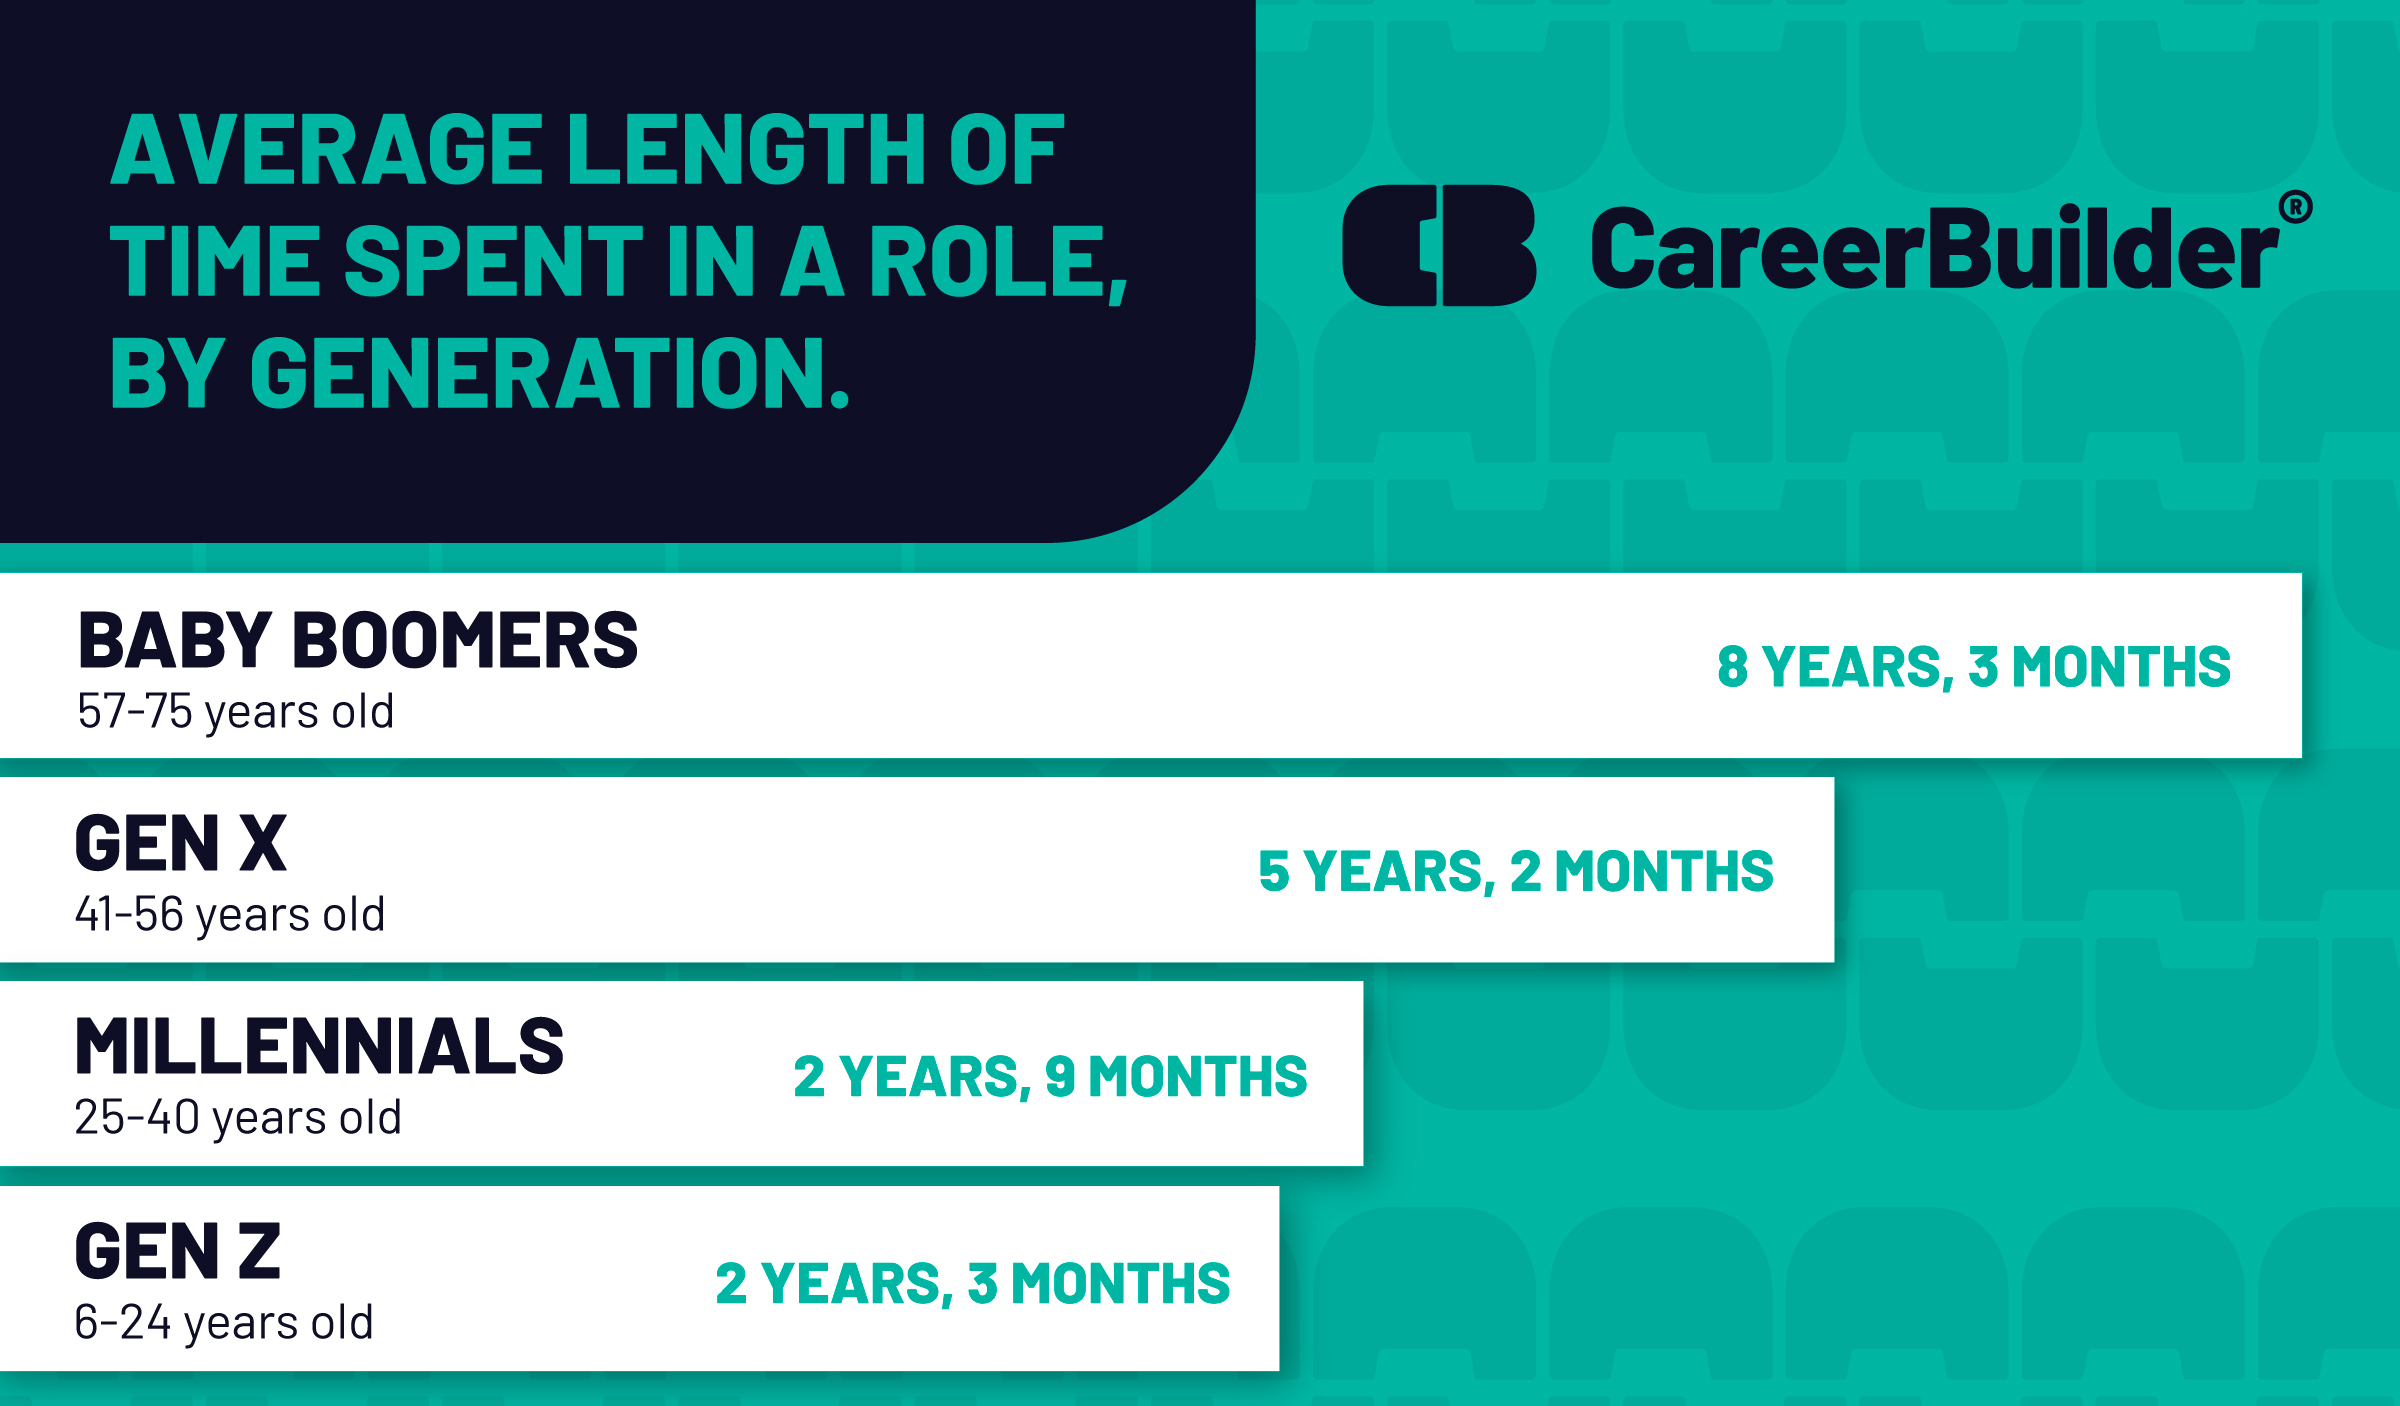 AVERAGE LENGTH OF
TIME SPENT IN A ROLE,
BY GENERATION.
CB CareerBuilder®
BABY BOOMERS
57-75 years old
8 YEARS, 3 MONTHS
GEN X
41-56 years old
5 YEARS, 2 MONTHS
MILLENNIALS
25-40 years old
2 YEARS, 9 MONTHS
GEN Z
6-24 years old
2 YEARS, 3 MONTHS